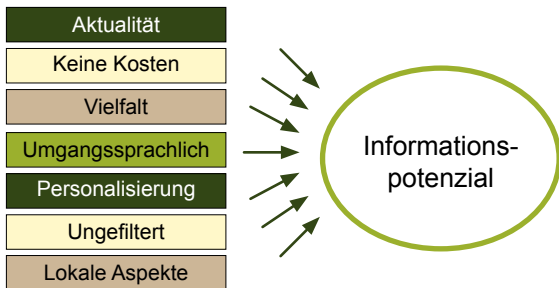 Aktualität
Keine Kosten
Vielfalt
Umgangssprachlich
Personalisierung
Ungefiltert
Lokale Aspekte
Informations-
potenzial